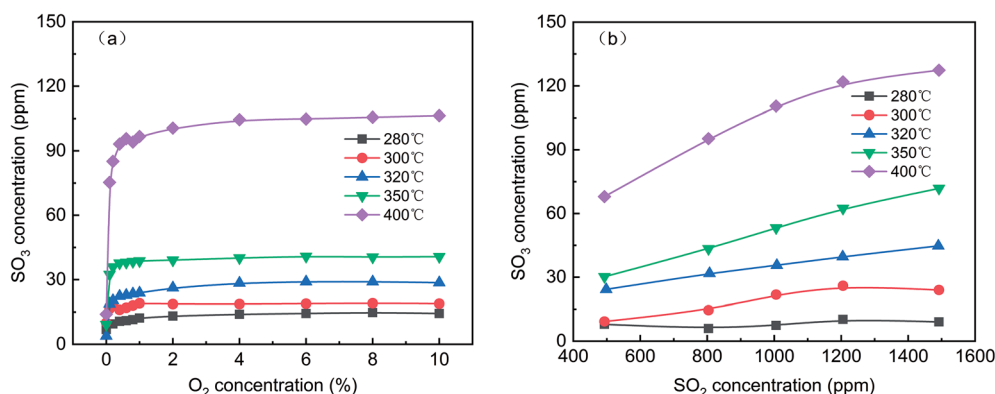 (a)
150
120
90
60
30
0
SO₃ concentration (ppm)
280℃
300℃
320℃
350℃
400℃
0 2 4 6 8 10
O₂ concentration (%)
(b)
150
120
90
60
30
0
SO₃ concentration (ppm)
280℃
300℃
320℃
350℃
400℃
400 600 800 1000 1200 1400 1600
SO₂ concentration (ppm)